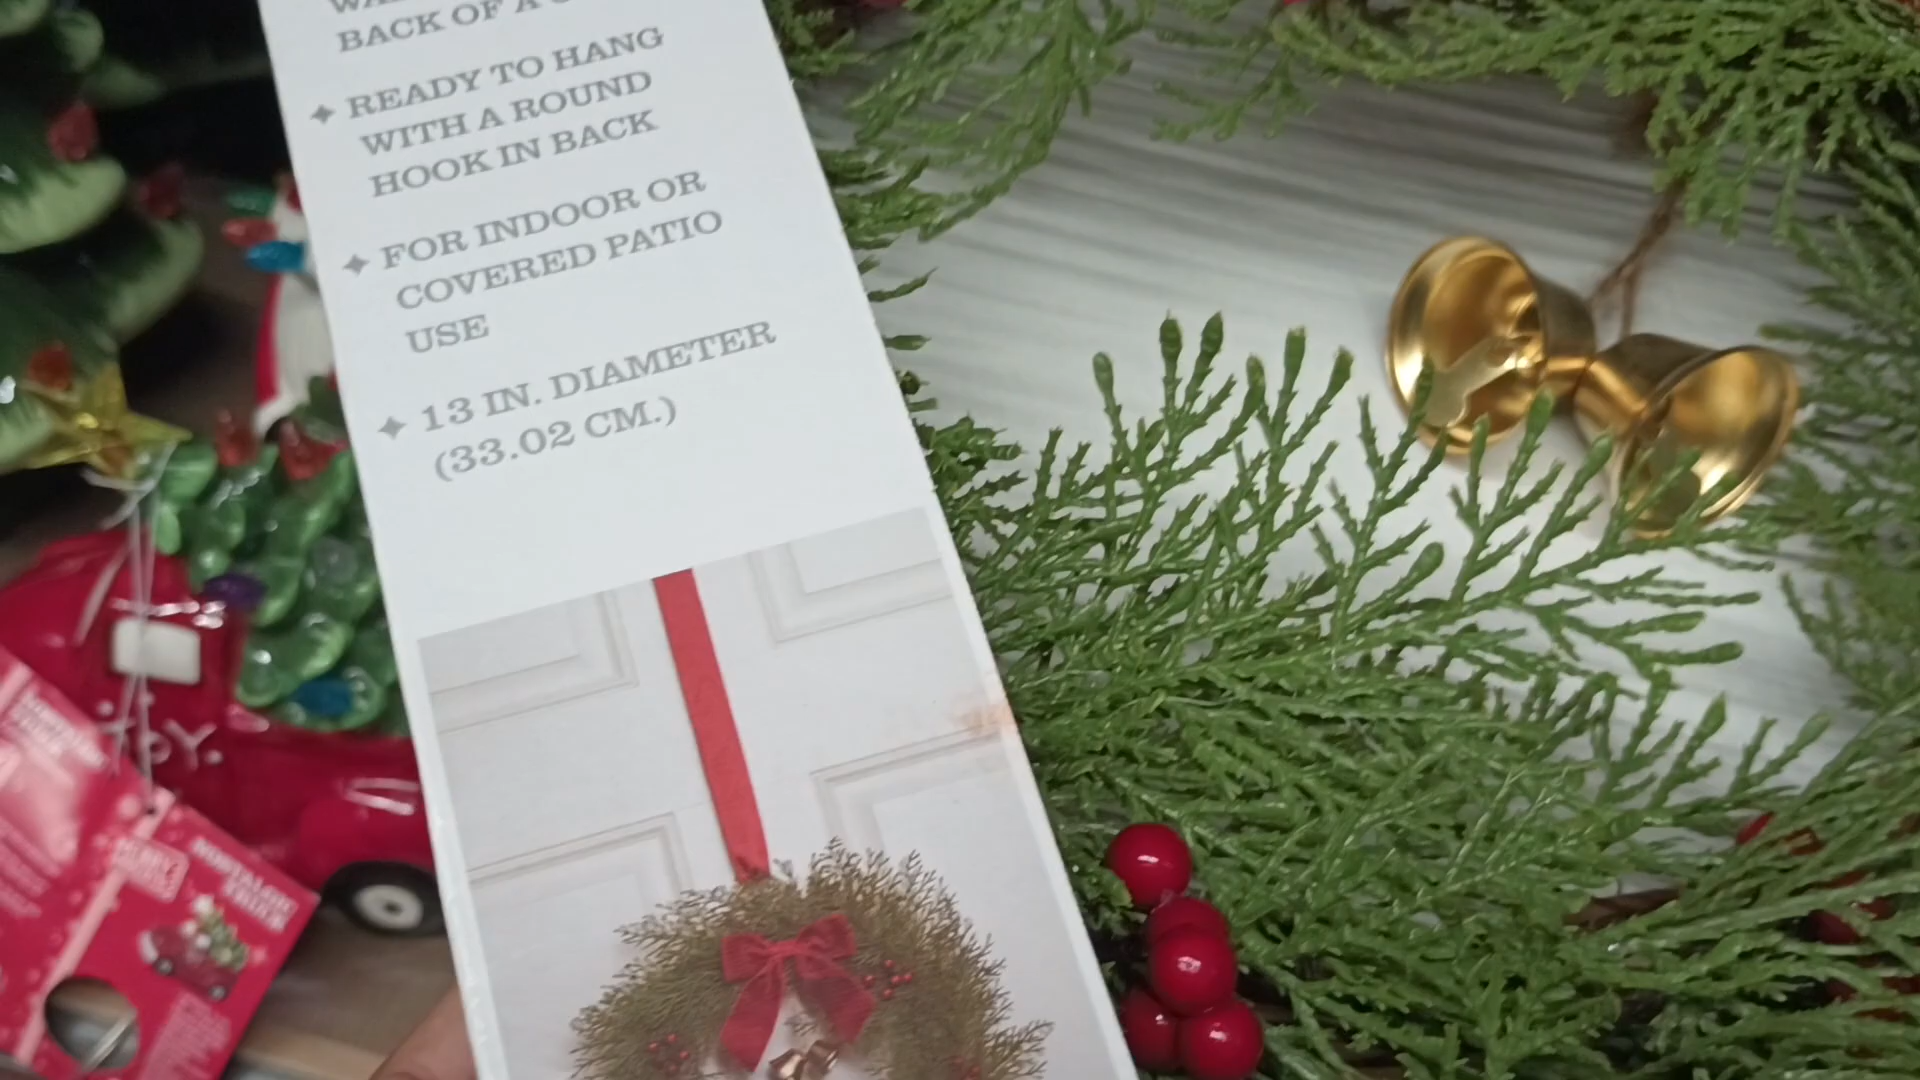 BACK OF A
✦ READY TO HANG
WITH A ROUND
HOOK IN BACK
✦ FOR INDOOR OR
COVERED PATIO
USE
✦ 13 IN. DIAMETER
(33.02 CM.)